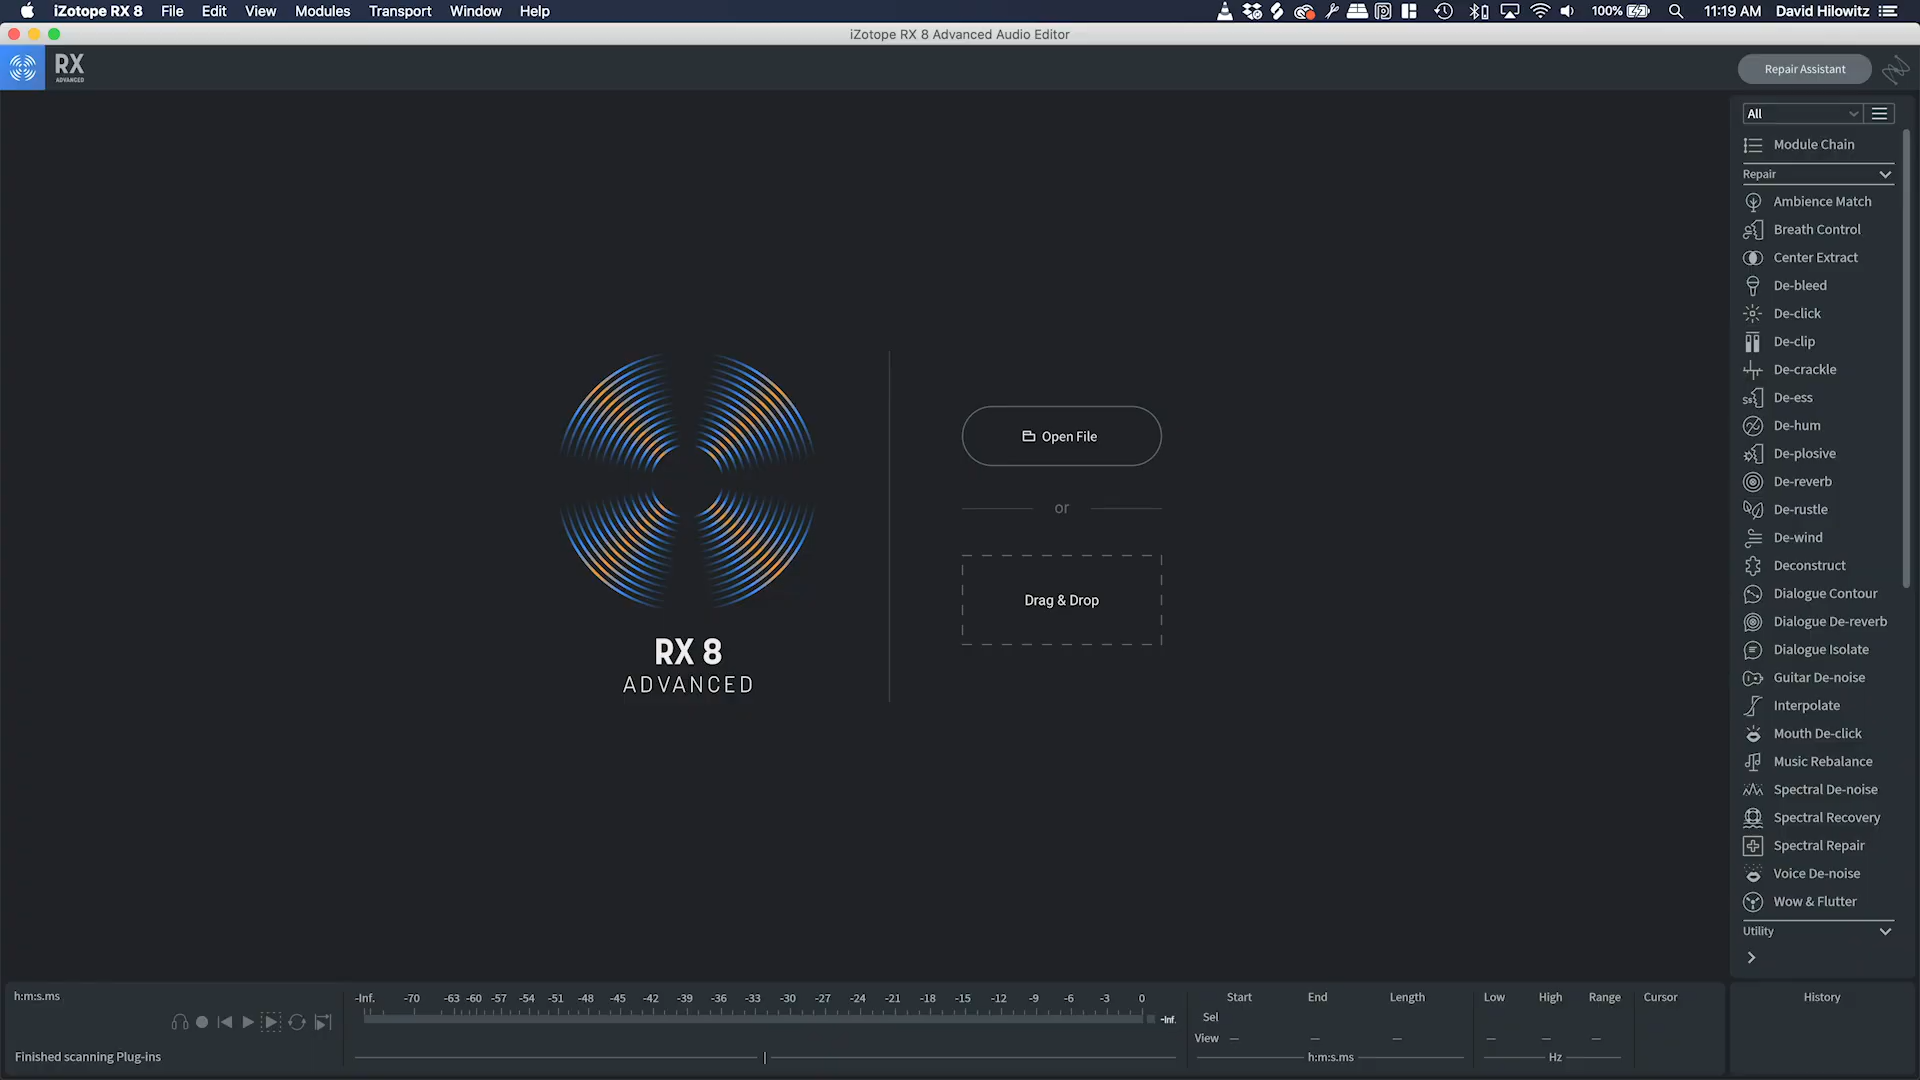 iZotope RX 8 File Edit View Modules Transport Window Help 100% 11:19 AM David Hilowitz
iZotope RX 8 Advanced Audio Editor
RX
ADVANCED
Repair Assistant
All
Module Chain
Repair
Ambience Match
Breath Control
Center Extract
De-bleed
De-click
De-clip
De-crackle
De-ess
De-hum
De-plosive
De-reverb
De-rustle
De-wind
Deconstruct
Dialogue Contour
Dialogue De-reverb
Dialogue Isolate
Guitar De-noise
Interpolate
Mouth De-click
Music Rebalance
Spectral De-noise
Spectral Recovery
Spectral Repair
Voice De-noise
Wow & Flutter
Utility
Open File
or
Drag & Drop
RX 8
ADVANCED
h:m:s.ms
Finished scanning Plug-ins
-Inf. -70 -63 -60 -57 -54 -51 -48 -45 -42 -39 -36 -33 -30 -27 -24 -21 -18 -15 -12 -9 -6 -3 0
-Inf.
Start End Length Low High Range Cursor
Sel
View — — — — — —
h:m:s.ms Hz
History